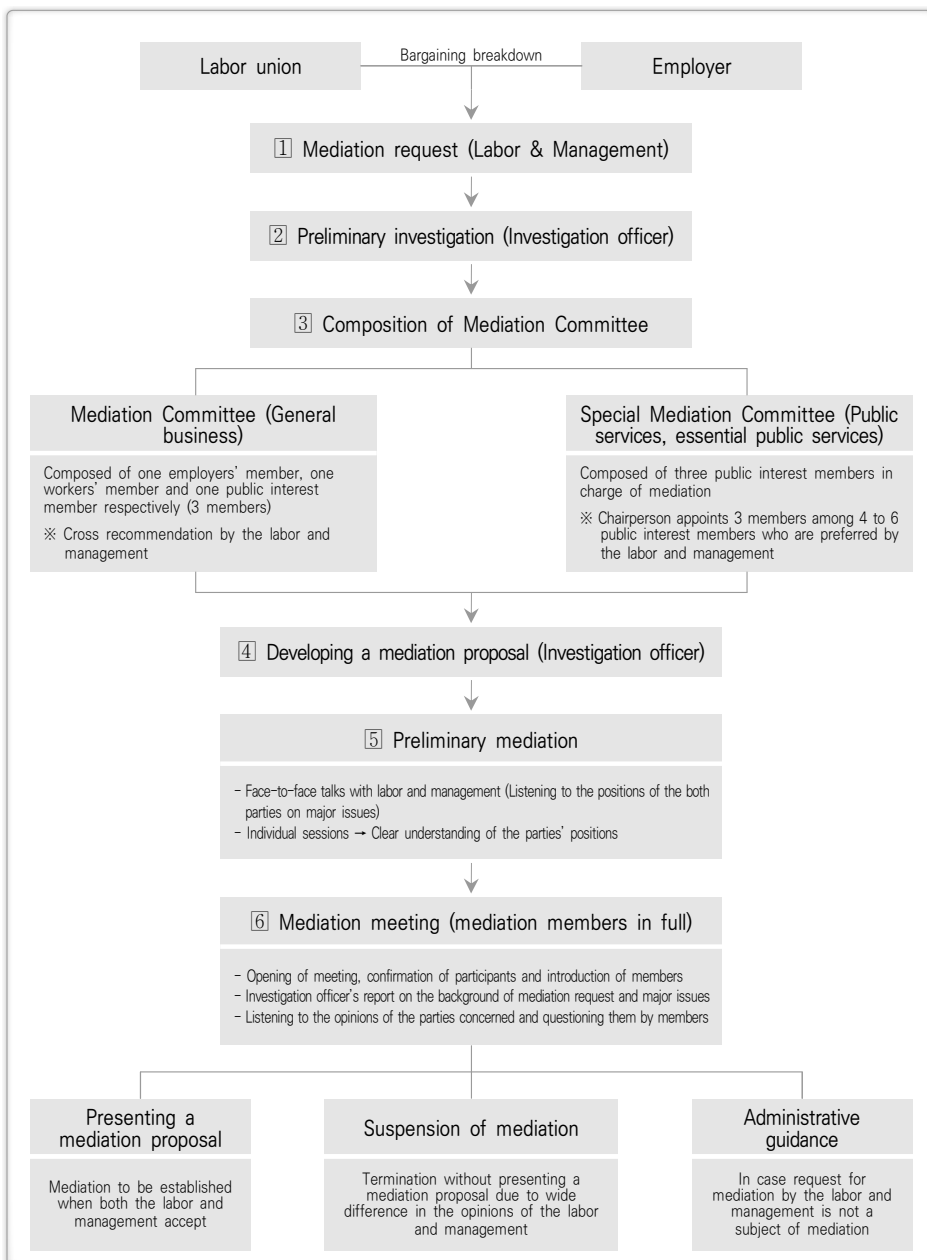 Labor union
Bargaining breakdown
Employer
1 Mediation request (Labor & Management)
2 Preliminary investigation (Investigation officer)
3 Composition of Mediation Committee
Mediation Committee (General
business)
Composed of one employers' member, one
workers' member and one public interest
member respectively (3 members)
※ Cross recommendation by the labor and
management
Special Mediation Committee (Public
services, essential public services)
Composed of three public interest members in
charge of mediation
※ Chairperson appoints 3 members among 4 to 6
public interest members who are preferred by
the labor and management
4 Developing a mediation proposal (Investigation officer)
5 Preliminary mediation
- Face-to-face talks with labor and management (Listening to the positions of the both
parties on major issues)
- Individual sessions → Clear understanding of the parties' positions
6 Mediation meeting (mediation members in full)
- Opening of meeting, confirmation of participants and introduction of members
- Investigation officer's report on the background of mediation request and major issues
- Listening to the opinions of the parties concerned and questioning them by members
Presenting a
mediation proposal
Mediation to be established
when both the labor and
management accept
Suspension of mediation
Termination without presenting a
mediation proposal due to wide
difference in the opinions of the labor
and management
Administrative
guidance
In case request for
mediation by the labor and
management is not a
subject of mediation